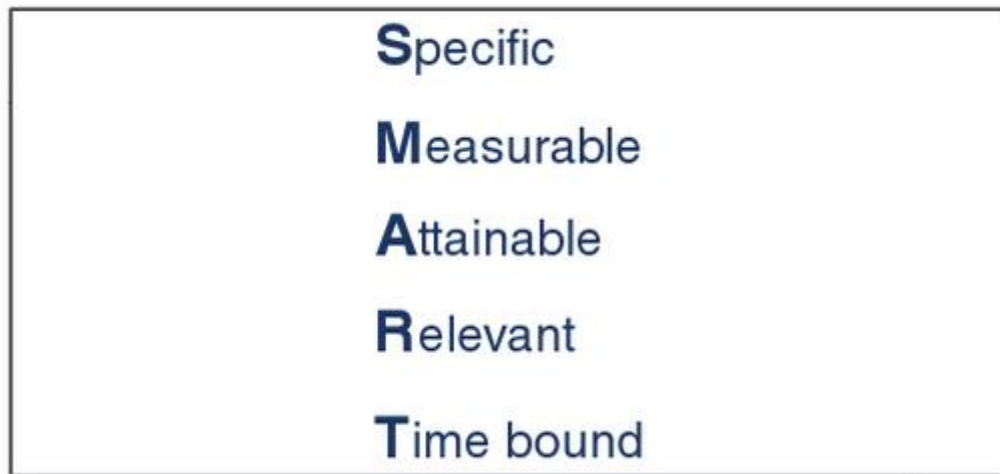 Specific
Measurable
Attainable
Relevant
Time bound